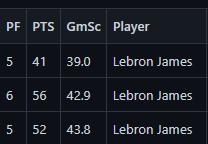 PF PTS GmSc Player
5 41 39.0 Lebron James
6 56 42.9 Lebron James
5 52 43.8 Lebron James